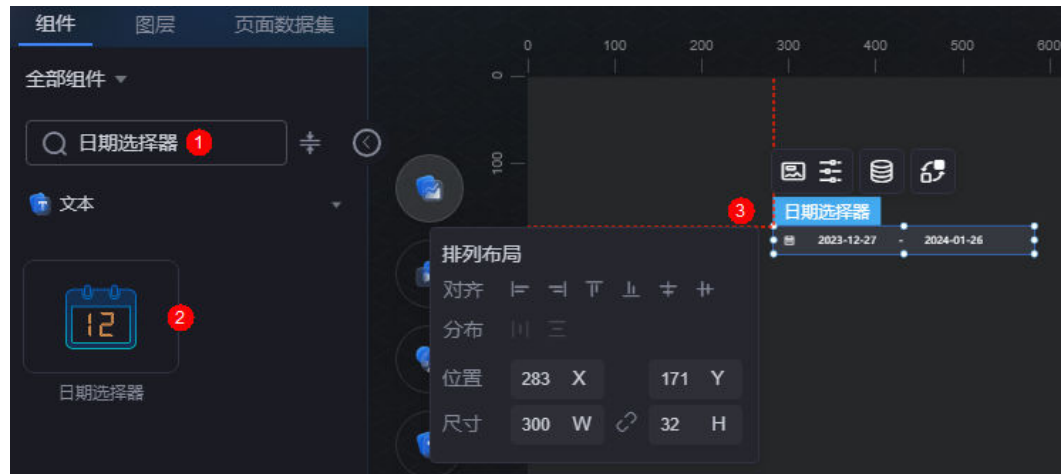 组件 图层 页面数据集
全部组件
日期选择器 1
文本
2
日期选择器
0 100 200 300 400 500 600
0
100
3
日期选择器
2023-12-27 - 2024-01-26
排列布局
对齐
分布
位置 283 X 171 Y
尺寸 300 W 32 H